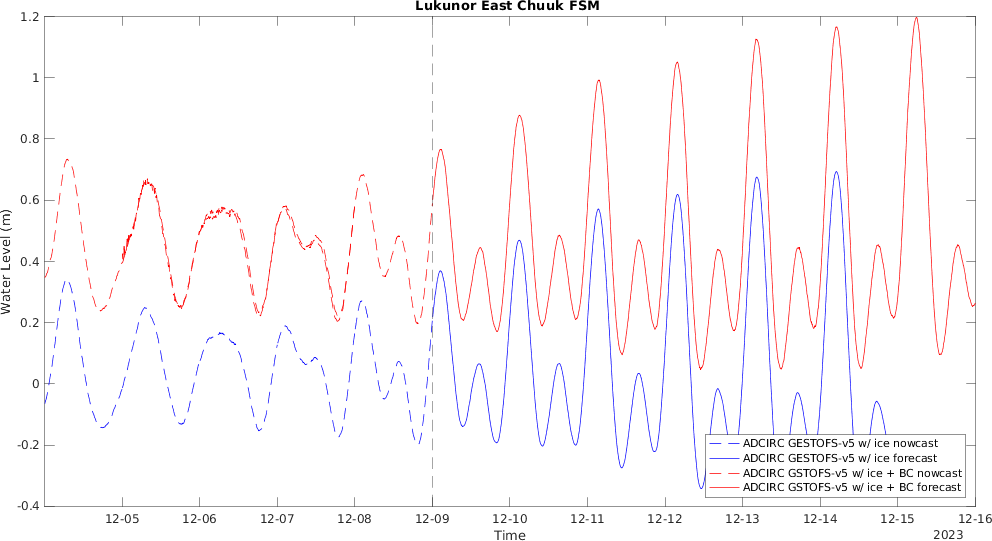 Lukunor East Chuuk FSM
Water Level (m)
1.2
1
0.8
0.6
0.4
0.2
0
-0.2
-0.4
ADCIRC GESTOFS-v5 w/ ice nowcast
ADCIRC GESTOFS-v5 w/ ice forecast
ADCIRC GSTOFS-v5 w/ ice + BC nowcast
ADCIRC GSTOFS-v5 w/ ice + BC forecast
12-05 12-06 12-07 12-08 12-09 12-10 12-11 12-12 12-13 12-14 12-15 12-16
Time
2023